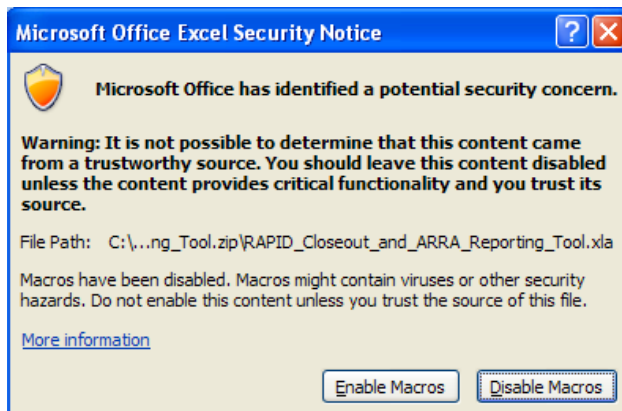 Microsoft Office Excel Security Notice
Microsoft Office has identified a potential security concern.
Warning: It is not possible to determine that this content came
from a trustworthy source. You should leave this content disabled
unless the content provides critical functionality and you trust its
source.
File Path: C:\...ng_Tool.zip\RAPID_Closeout_and_ARRA_Reporting_Tool.xla
Macros have been disabled. Macros might contain viruses or other security
hazards. Do not enable this content unless you trust the source of this file.
More information
Enable Macros Disable Macros